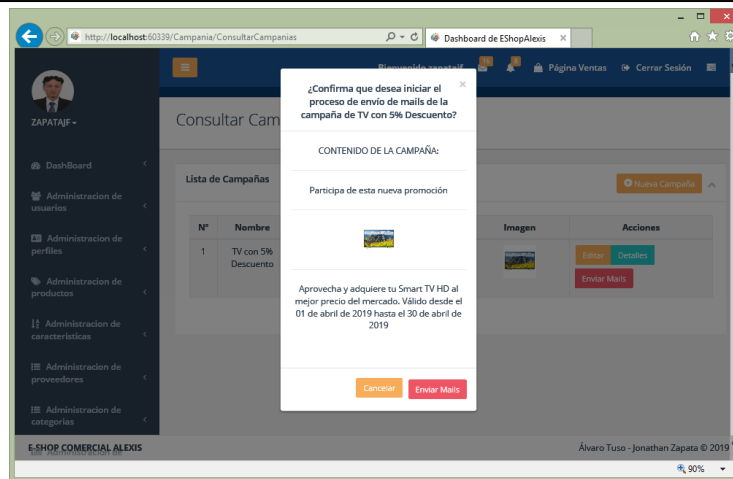 http://localhost:60339/Campania/ConsultarCampanias
Dashboard de EShopAlexis
Bienvenido zapatajf
Página Ventas
Cerrar Sesión
ZAPATAJF
Consultar Cam
DashBoard
Administracion de
usuarios
Administracion de
perfiles
Administracion de
productos
Administracion de
caracteristicas
Administracion de
proveedores
Administracion de
categorias
Lista de Campañas
Nueva Campaña
N° Nombre Imagen Acciones
1 TV con 5%
Descuento
Editar Detalles
Enviar Mails
¿Confirma que desea iniciar el
proceso de envío de mails de la
campaña de TV con 5% Descuento?
×
CONTENIDO DE LA CAMPAÑA:
Participa de esta nueva promoción
Aprovecha y adquiere tu Smart TV HD al
mejor precio del mercado. Válido desde el
01 de abril de 2019 hasta el 30 de abril de
2019
Cancelar Enviar Mails
E-SHOP COMERCIAL ALEXIS
Álvaro Tuso - Jonathan Zapata © 2019
90%